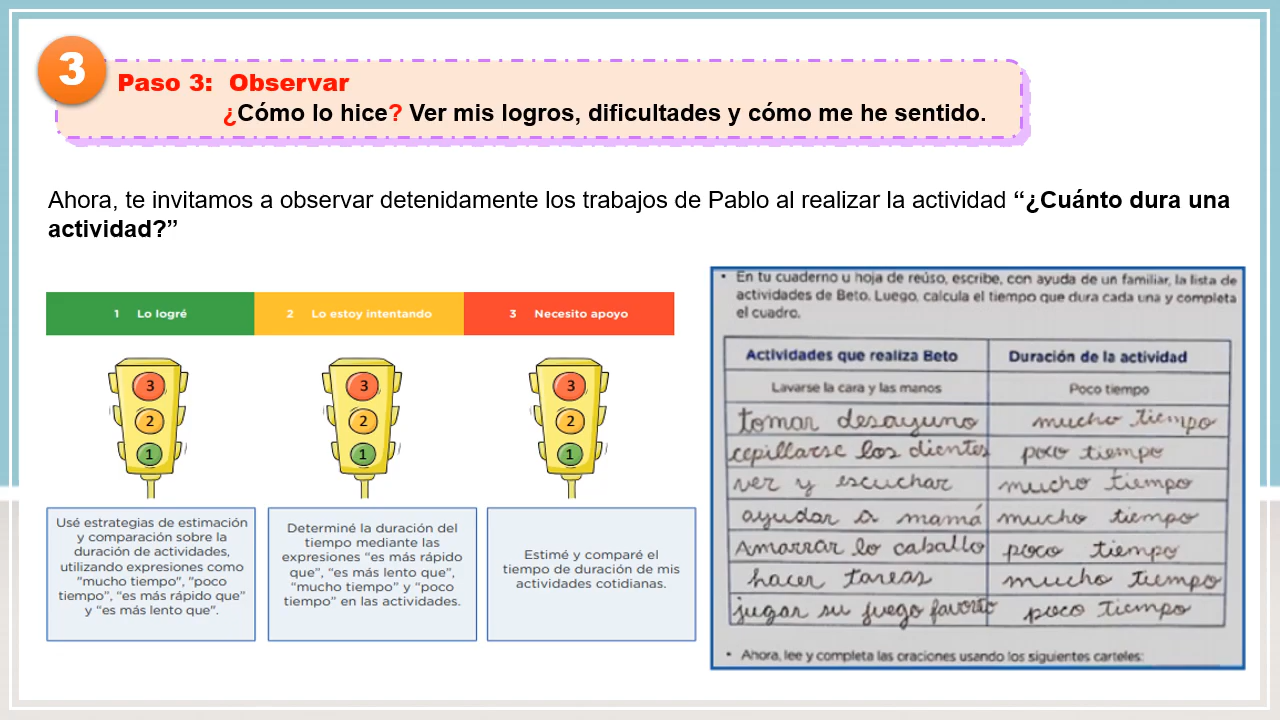 3
Paso 3: Observar
¿Cómo lo hice? Ver mis logros, dificultades y cómo me he sentido.
Ahora, te invitamos a observar detenidamente los trabajos de Pablo al realizar la actividad “¿Cuánto dura una
actividad?”
1 Lo logré
2 Lo estoy intentando
3 Necesito apoyo
3
2
1
3
2
1
3
2
1
Usé estrategias de estimación
y comparación sobre la
duración de actividades,
utilizando expresiones como
“mucho tiempo”, “poco
tiempo”, “es más rápido que”
y “es más lento que”.
Determiné la duración del
tiempo mediante las
expresiones “es más rápido
que”, “es más lento que”,
“mucho tiempo” y “poco
tiempo” en las actividades.
Estimé y comparé el
tiempo de duración de mis
actividades cotidianas.
• En tu cuaderno u hoja de reúso, escribe, con ayuda de un familiar, la lista de
actividades de Beto. Luego, calcula el tiempo que dura cada una y completa
el cuadro.
Actividades que realiza Beto Duración de la actividad
Lavarse la cara y las manos Poco tiempo
tomar desayuno mucho tiempo
cepillarse los dientes poco tiempo
ver y escuchar mucho tiempo
ayudar a mamá mucho tiempo
amarrar lo caballo poco tiempo
hacer tareas mucho tiempo
jugar su juego favorito poco tiempo
• Ahora, lee y completa las oraciones usando los siguientes carteles: